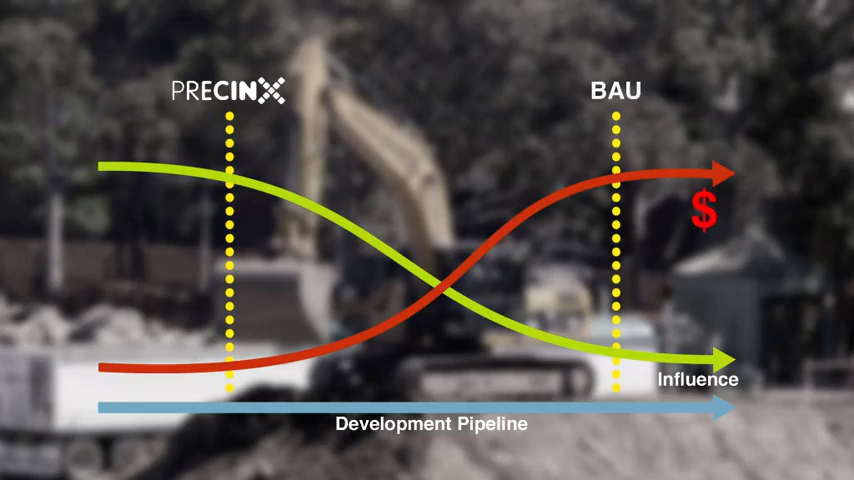 PRECINX
BAU
$
Influence
Development Pipeline